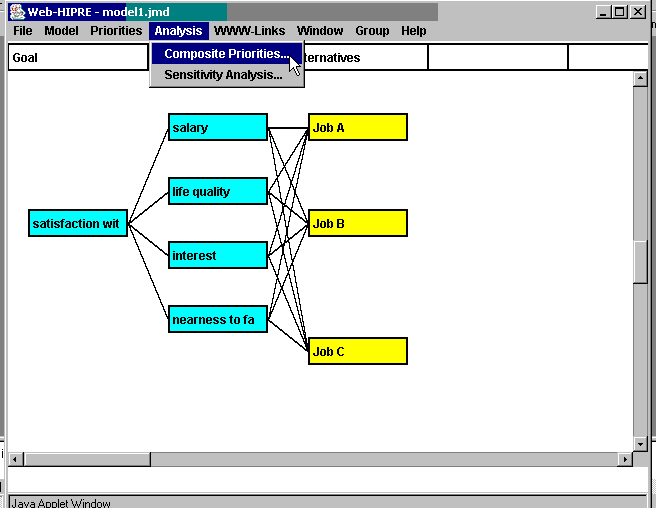 Web-HIPRE - model1.jmd
File Model Priorities Analysis WWW-Links Window Group Help
Composite Priorities...
Goal ternatives
Sensitivity Analysis...
salary Job A
life quality
satisfaction wit Job B
interest
nearness to fa
Job C
Java Applet Window